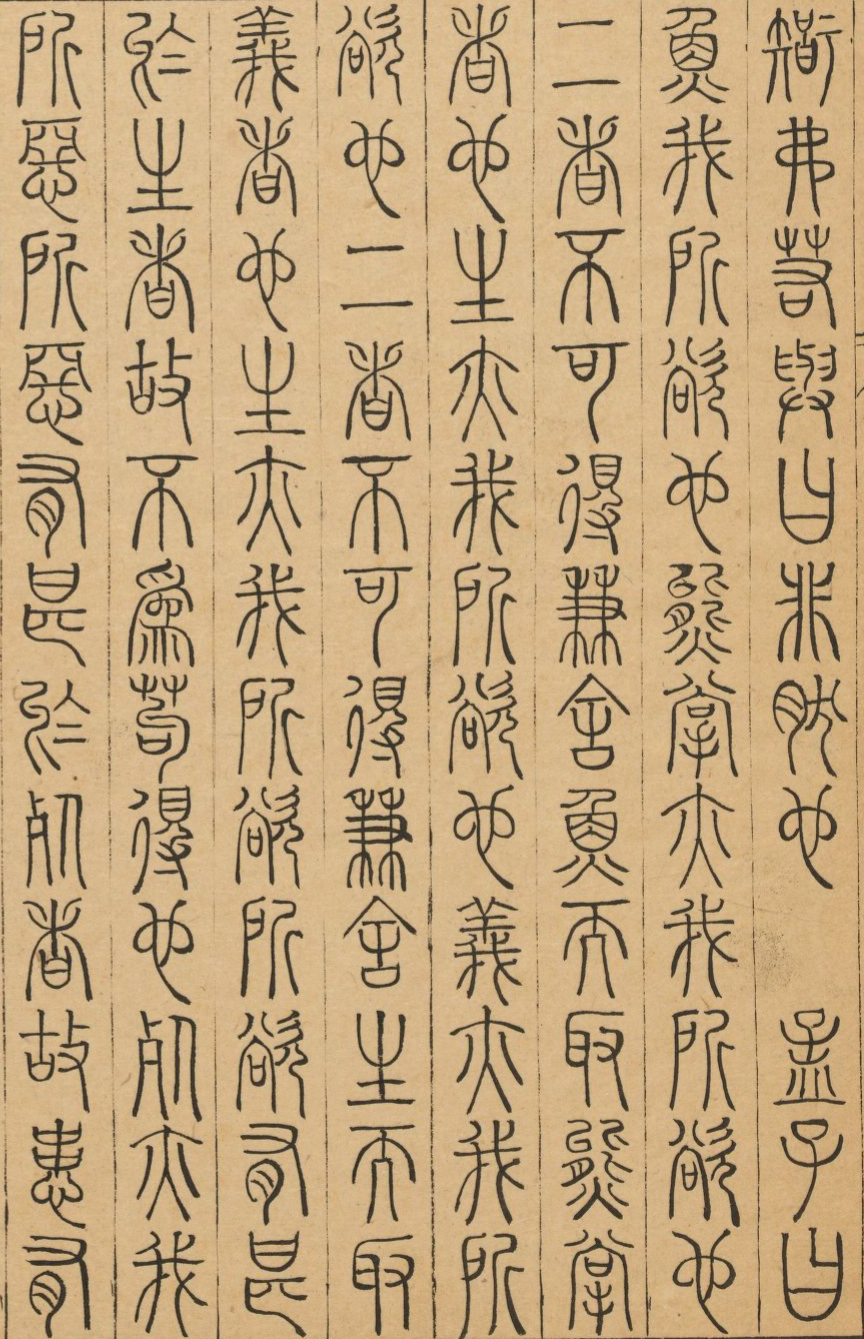 智弗若與曰非然也　孟子曰
魚我所欲也熊掌亦我所欲也
二者不可得兼舍魚而取熊掌
者也生亦我所欲也義亦我所
欲也二者不可得兼舍生而取
義者也生亦我所欲所欲有甚
於生者故不為苟得也死亦我
所惡所惡有甚於死者故患有